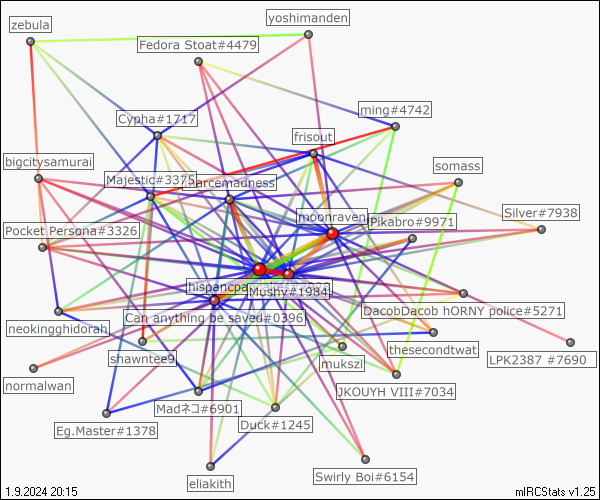 zebula
yoshimanden
Fedora Stoat#4479
ming#4742
Cypha#1717
frisout
bigcitysamurai
somass
Majestic#3375
sarcemadness
moonraven
Silver#7938
Pocket Persona#3326
Pikabro#9971
Mushy#1984
DacobDacob hORNY police#5271
neokingghidorah
Can anything be saved#0396
shawntee9
thesecondtwat
LPK2387 #7690
mukszi
normalwan
JKOUYH VIII#7034
Madネコ#6901
Duck#1245
Eg.Master#1378
eliakith
Swirly Boi#6154
1.9.2024 20:15
mIRCStats v1.25